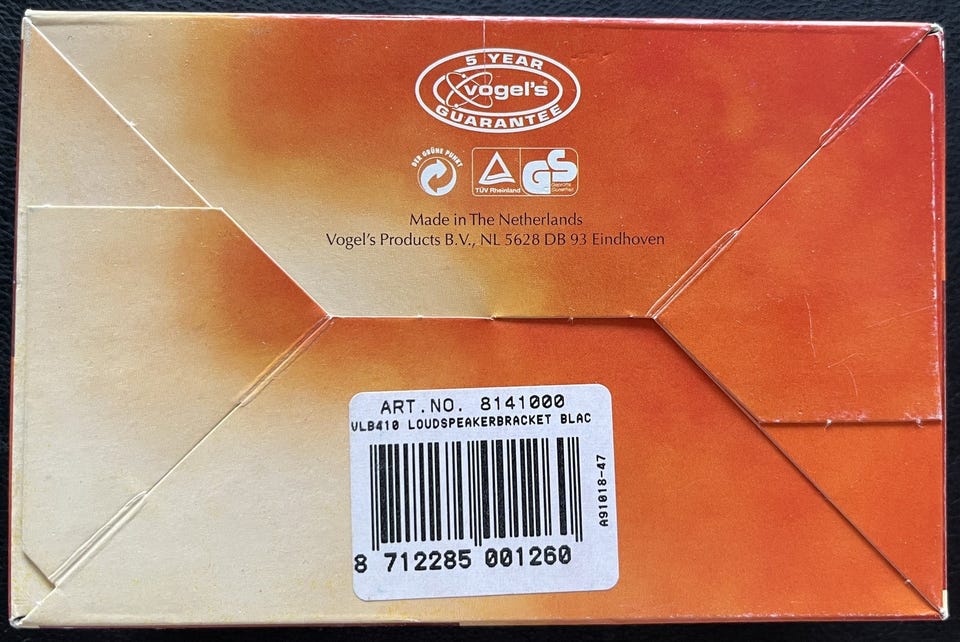 5 YEAR
vogel's®
GUARANTEE
DER GRÜNE PUNKT
TÜV Rheinland
GS
Made in The Netherlands
Vogel's Products B.V., NL 5628 DB 93 Eindhoven
ART.NO. 8141000
VLB410 LOUDSPEAKERBRACKET BLAC
A91018-47
8 712285 001260